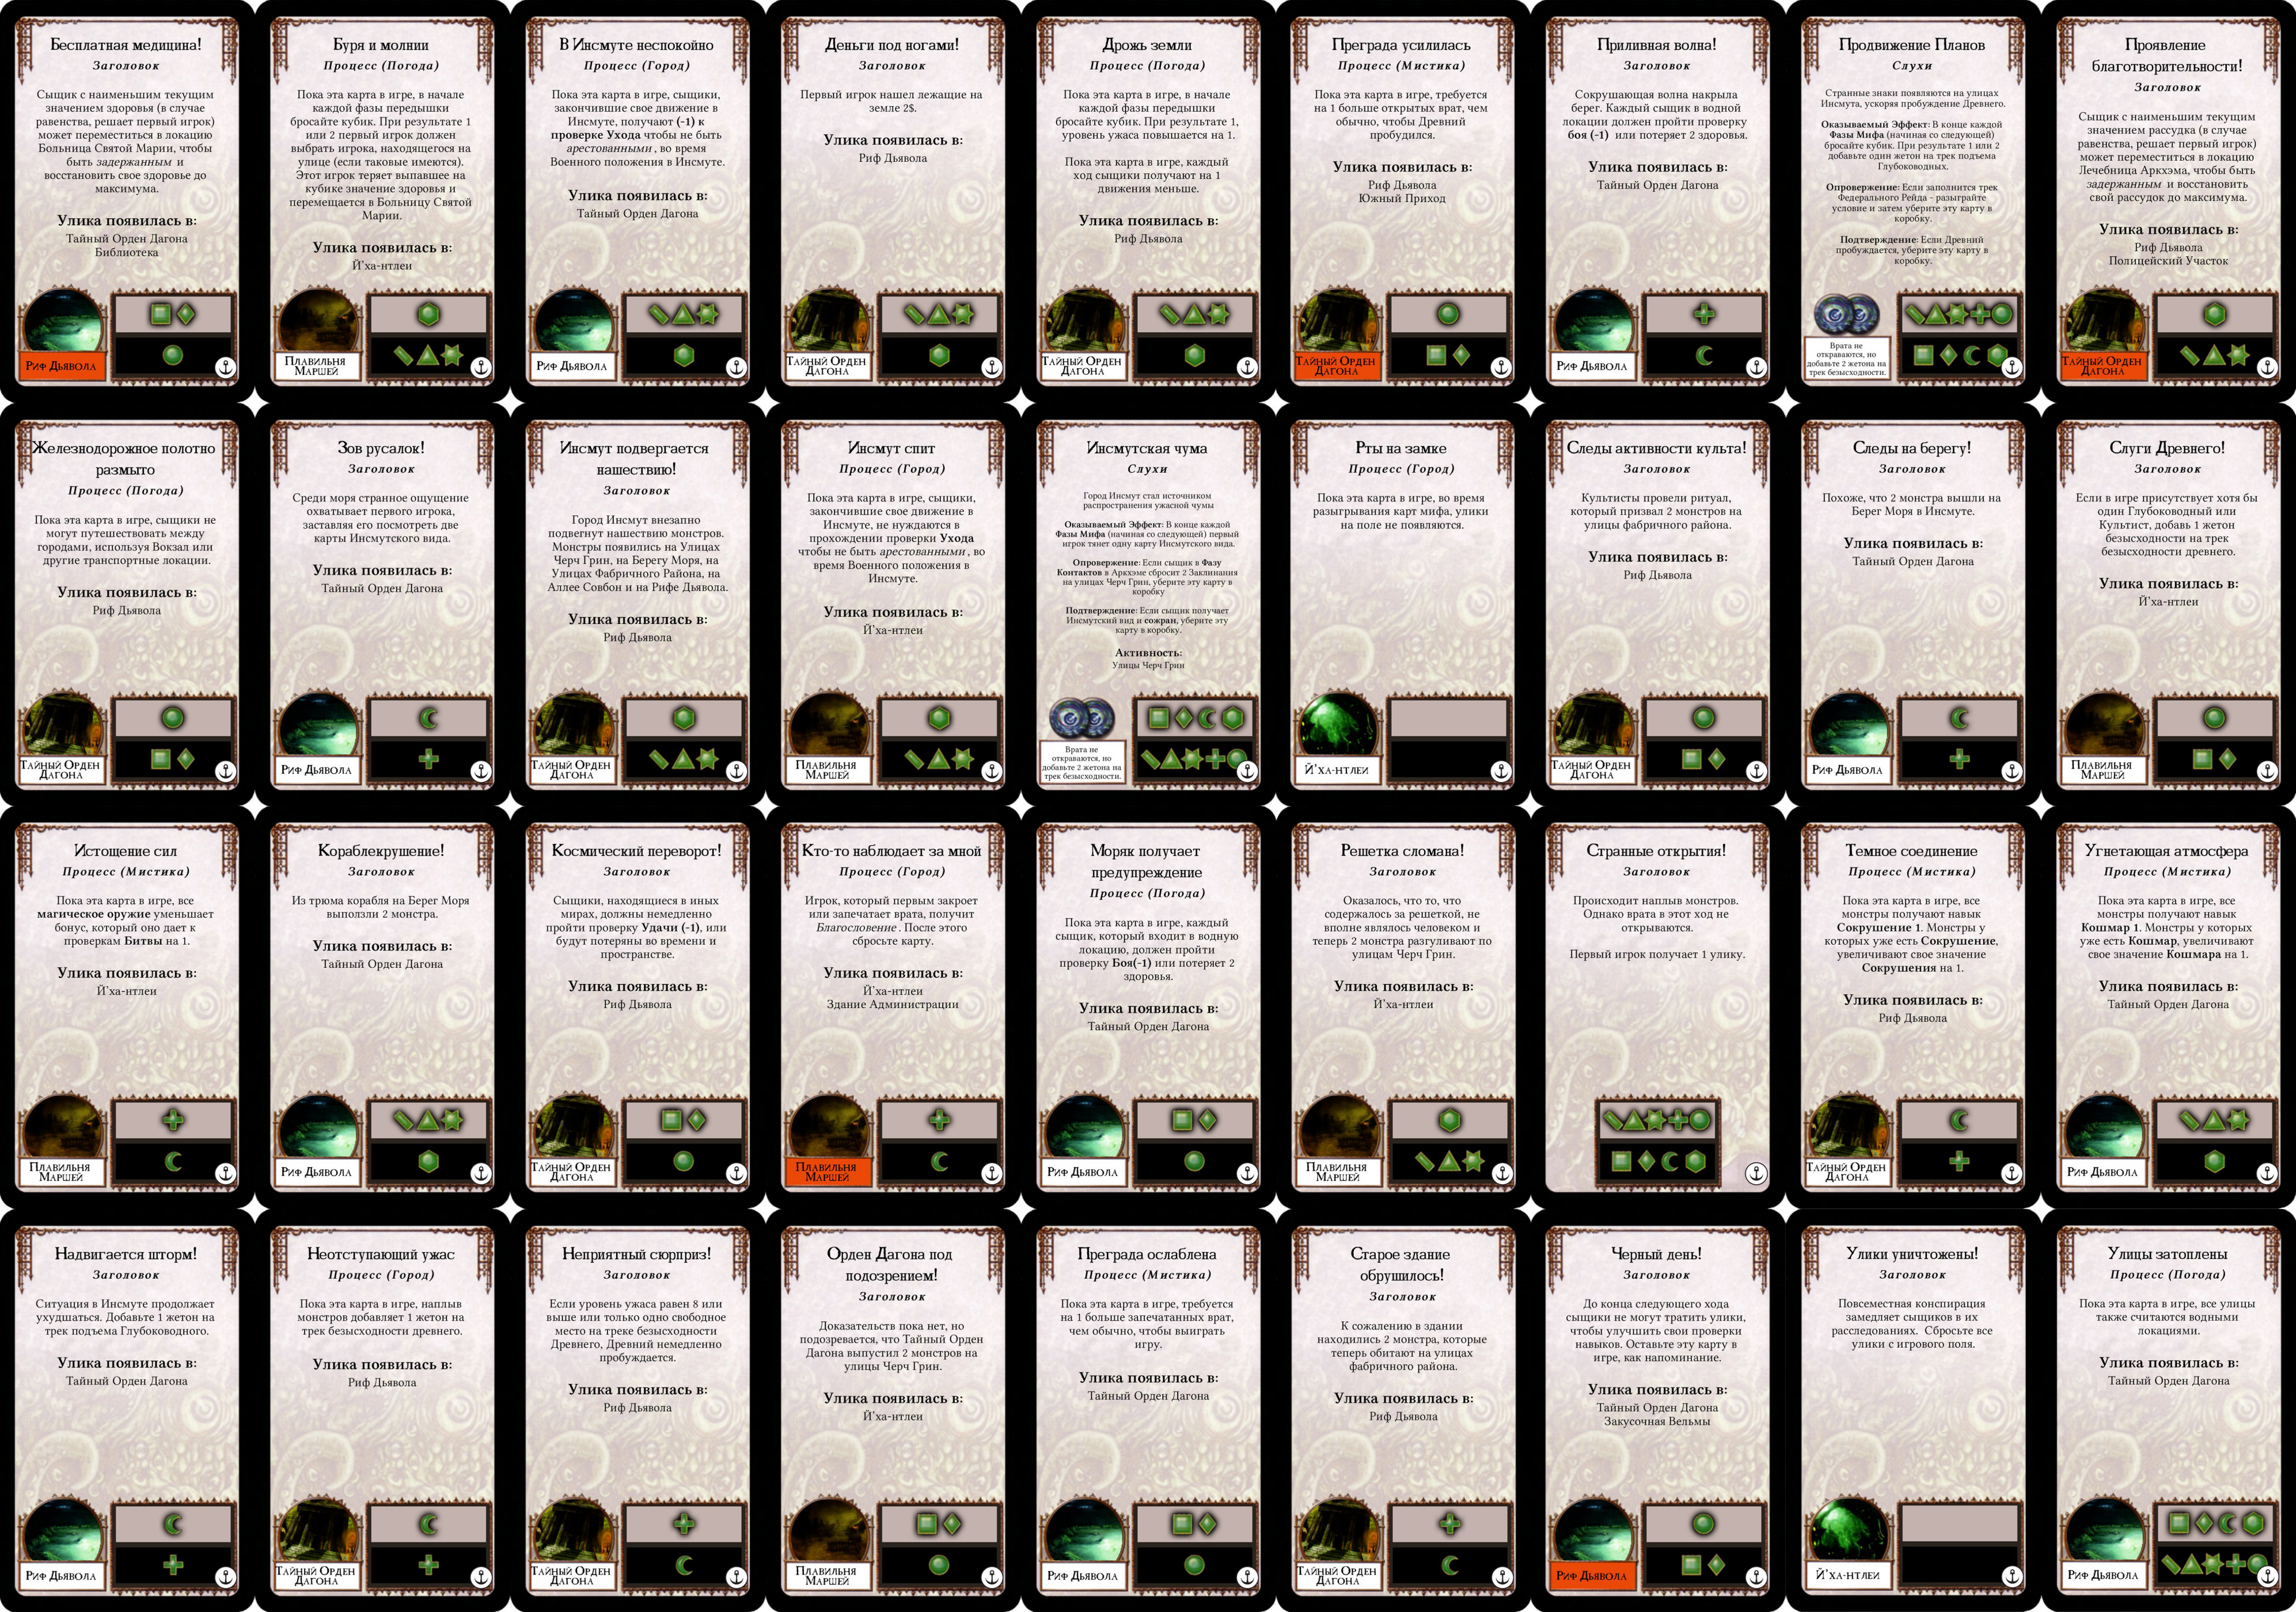 Бесплатная медицина!
Заголовок
Сыщик с наименьшим текущим
значением здоровья (в случае
равенства, решает первый игрок)
может переместиться в локацию
Больница Святой Марии, чтобы
быть задержанным и
восстановить свое здоровье до
максимума.
Улика появилась в:
Тайный Орден Дагона
Библиотека
Риф Дьявола
Буря и молнии
Процесс (Погода)
Пока эта карта в игре, в начале
каждой фазы передышки
бросайте кубик. При результате 1
или 2 первый игрок должен
выбрать игрока, находящегося на
улице (если таковые имеются).
Этот игрок теряет выпавшее на
кубике значение здоровья и
перемещается в Больницу Святой
Марии.
Улика появилась в:
Й'ха-нтлеи
Плавильня
Маршей
В Инсмуте неспокойно
Процесс (Город)
Пока эта карта в игре, сыщики,
закончившие свое движение в
Инсмуте, получают (-1) к
проверке Ухода чтобы не быть
арестованными, во время
Военного положения в Инсмуте.
Улика появилась в:
Тайный Орден Дагона
Риф Дьявола
Деньги под ногами!
Заголовок
Первый игрок нашел лежащие на
земле 2$.
Улика появилась в:
Риф Дьявола
Тайный Орден
Дагона
Дрожь земли
Процесс (Погода)
Пока эта карта в игре, в начале
каждой фазы передышки
бросайте кубик. При результате 1,
уровень ужаса повышается на 1.
Пока эта карта в игре, каждый
ход сыщики получают на 1
движения меньше.
Улика появилась в:
Риф Дьявола
Тайный Орден
Дагона
Преграда усилилась
Процесс (Мистика)
Пока эта карта в игре, требуется
на 1 больше открытых врат, чем
обычно, чтобы Древний
пробудился.
Улика появилась в:
Риф Дьявола
Южный Приход
Тайный Орден
Дагона
Приливная волна!
Заголовок
Сокрушающая волна накрыла
берег. Каждый сыщик в водной
локации должен пройти проверку
боя (-1) или потеряет 2 здоровья.
Улика появилась в:
Тайный Орден Дагона
Риф Дьявола
Продвижение Планов
Слухи
Странные знаки появляются на улицах
Инсмута, ускоряя пробуждение Древнего.
Оказываемый Эффект: В конце каждой
Фазы Мифа (начиная со следующей)
бросайте кубик. При результате 1 или 2
добавьте один жетон на трек подъема
Глубоководных.
Опровержение: Если заполнится трек
Федерального Рейда - разыграйте
условие и затем уберите эту карту в
коробку.
Подтверждение: Если Древний
пробуждается, уберите эту карту в
коробку.
Врата не
откраваются, но
добавьте 2 жетона на
трек безысходности.
Проявление
благотворительности!
Заголовок
Сыщик с наименьшим текущим
значением рассудка (в случае
равенства, решает первый игрок)
может переместиться в локацию
Лечебница Аркхэма, чтобы быть
задержанным и восстановить
свой рассудок до максимума.
Улика появилась в:
Риф Дьявола
Полицейский Участок
Тайный Орден
Дагона
Железнодорожное полотно
размыто
Процесс (Погода)
Пока эта карта в игре, сыщики не
могут путешествовать между
городами, используя Вокзал или
другие транспортные локации.
Улика появилась в:
Риф Дьявола
Тайный Орден
Дагона
Зов русалок!
Заголовок
Среди моря странное ощущение
охватывает первого игрока,
заставляя его посмотреть две
карты Инсмутского вида.
Улика появилась в:
Тайный Орден Дагона
Риф Дьявола
Инсмут подвергается
нашествию!
Заголовок
Город Инсмут внезапно
подвегнут нашествию монстров.
Монстры появились на Улицах
Черч Грин, на Берегу Моря, на
Улицах Фабричного Района, на
Аллее Совбон и на Рифе Дьявола.
Улика появилась в:
Риф Дьявола
Тайный Орден
Дагона
Инсмут спит
Процесс (Город)
Пока эта карта в игре, сыщики,
закончившие свое движение в
Инсмуте, не нуждаются в
прохождении проверки Ухода
чтобы не быть арестованными, во
время Военного положения в
Инсмуте.
Улика появилась в:
Й'ха-нтлеи
Плавильня
Маршей
Инсмутская чума
Слухи
Город Инсмут стал источником
распространения ужасной чумы
Оказываемый Эффект: В конце каждой
Фазы Мифа (начиная со следующей) первый
игрок тянет одну карту Инсмутского вида.
Опровержение: Если сыщик в Фазу
Контактов в Аркхэме сбросит 2 Заклинания
на улицах Черч Грин, уберите эту карту в
коробку
Подтверждение: Если сыщик получает
Инсмутский вид и сожран, уберите эту
карту в коробку.
Активность:
Улицы Черч Грин
Врата не
откраваются, но
добавьте 2 жетона на
трек безысходности.
Рты на замке
Процесс (Город)
Пока эта карта в игре, во время
разыгрывания карт мифа, улики
на поле не появляются.
Й'ха-нтлеи
Следы активности культа!
Заголовок
Культисты провели ритуал,
который призвал 2 монстров на
улицы фабричного района.
Улика появилась в:
Риф Дьявола
Тайный Орден
Дагона
Следы на берегу!
Заголовок
Похоже, что 2 монстра вышли на
Берег Моря в Инсмуте.
Улика появилась в:
Тайный Орден Дагона
Риф Дьявола
Слуги Древнего!
Заголовок
Если в игре присутствует хотя бы
один Глубоководный или
Культист, добавь 1 жетон
безысходности на трек
безысходности древнего.
Улика появилась в:
Й'ха-нтлеи
Плавильня
Маршей
Истощение сил
Процесс (Мистика)
Пока эта карта в игре, все
магическое оружие уменьшает
бонус, который оно дает к
проверкам Битвы на 1.
Улика появилась в:
Й'ха-нтлеи
Плавильня
Маршей
Кораблекрушение!
Заголовок
Из трюма корабля на Берег Моря
выползли 2 монстра.
Улика появилась в:
Тайный Орден Дагона
Риф Дьявола
Космический переворот!
Заголовок
Сыщики, находящиеся в иных
мирах, должны немедленно
пройти проверку Удачи (-1), или
будут потеряны во времени и
пространстве.
Улика появилась в:
Риф Дьявола
Тайный Орден
Дагона
Кто-то наблюдает за мной
Процесс (Город)
Игрок, который первым закроет
или запечатает врата, получит
Благословение. После этого
сбросьте карту.
Улика появилась в:
Й'ха-нтлеи
Здание Администрации
Плавильня
Маршей
Моряк получает
предупреждение
Процесс (Погода)
Пока эта карта в игре, каждый
сыщик, который входит в водную
локацию, должен пройти
проверку Боя(-1) или потеряет 2
здоровья.
Улика появилась в:
Тайный Орден Дагона
Риф Дьявола
Решетка сломана!
Заголовок
Оказалось, что то, что
содержалось за решеткой, не
вполне являлось человеком и
теперь 2 монстра разгуливают по
улицам Черч Грин.
Улика появилась в:
Й'ха-нтлеи
Плавильня
Маршей
Странные открытия!
Заголовок
Происходит наплыв монстров.
Однако врата в этот ход не
открываются.
Первый игрок получает 1 улику.
Темное соединение
Процесс (Мистика)
Пока эта карта в игре, все
монстры получают навык
Сокрушение 1. Монстры у
которых уже есть Сокрушение,
увеличивают свое значение
Сокрушения на 1.
Улика появилась в:
Риф Дьявола
Тайный Орден
Дагона
Угнетающая атмосфера
Процесс (Мистика)
Пока эта карта в игре, все
монстры получают навык
Кошмар 1. Монстры у которых
уже есть Кошмар, увеличивают
свое значение Кошмара на 1.
Улика появилась в:
Тайный Орден Дагона
Риф Дьявола
Надвигается шторм!
Заголовок
Ситуация в Инсмуте продолжает
ухудшаться. Добавьте 1 жетон на
трек подъема Глубоководного.
Улика появилась в:
Тайный Орден Дагона
Риф Дьявола
Неотступающий ужас
Процесс (Город)
Пока эта карта в игре, наплыв
монстров добавляет 1 жетон на
трек безысходности древнего.
Улика появилась в:
Риф Дьявола
Тайный Орден
Дагона
Неприятный сюрприз!
Заголовок
Если уровень ужаса равен 8 или
выше или только одно свободное
место на треке безысходности
Древнего, Древний немедленно
пробуждается.
Улика появилась в:
Риф Дьявола
Тайный Орден
Дагона
Орден Дагона под
подозрением!
Заголовок
Доказательств пока нет, но
подозревается, что Тайный Орден
Дагона выпустил 2 монстров на
улицы Черч Грин.
Улика появилась в:
Й'ха-нтлеи
Плавильня
Маршей
Преграда ослаблена
Процесс (Мистика)
Пока эта карта в игре, требуется
на 1 больше запечатанных врат,
чем обычно, чтобы выиграть
игру.
Улика появилась в:
Тайный Орден Дагона
Риф Дьявола
Старое здание
обрушилось!
Заголовок
К сожалению в здании
находились 2 монстра, которые
теперь обитают на улицах
фабричного района.
Улика появилась в:
Риф Дьявола
Тайный Орден
Дагона
Черный день!
Заголовок
До конца следующего хода
сыщики не могут тратить улики,
чтобы улучшить свои проверки
навыков. Оставьте эту карту в
игре, как напоминание.
Улика появилась в:
Тайный Орден Дагона
Закусочная Вельмы
Риф Дьявола
Улики уничтожены!
Заголовок
Повсеместная конспирация
замедляет сыщиков в их
расследованиях. Сбросьте все
улики с игрового поля.
Й'ха-нтлеи
Улицы затоплены
Процесс (Погода)
Пока эта карта в игре, все улицы
также считаются водными
локациями.
Улика появилась в:
Тайный Орден Дагона
Риф Дьявола